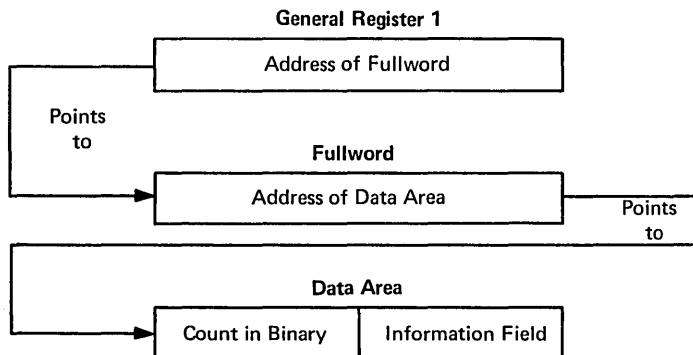 General Register 1
Address of Fullword
Points
to
Fullword
Address of Data Area
Points
to
Data Area
Count in Binary
Information Field